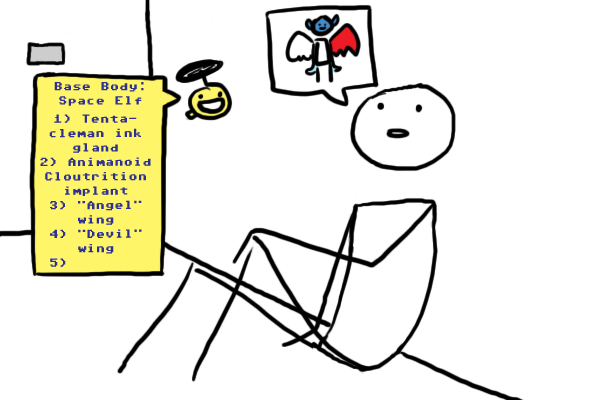 Base Body:
Space Elf
1) Tenta-
cleman ink
gland
2) Animanoid
Cloutrition
implant
3) "Angel"
wing
4) "Devil"
wing
5)